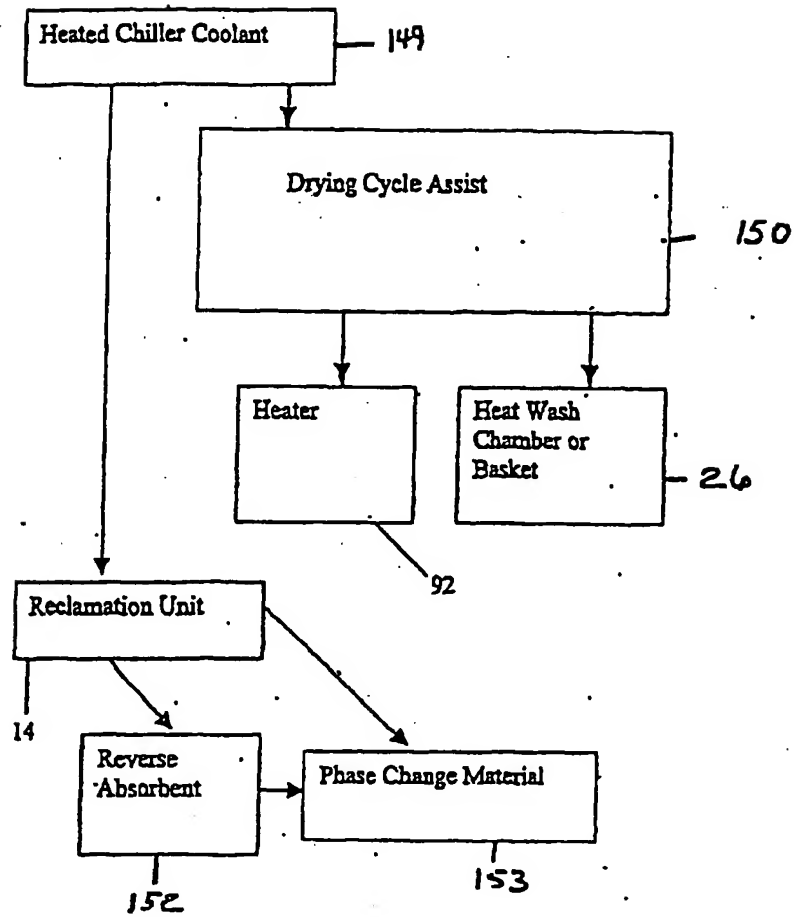 Heated Chiller Coolant
149
Drying Cycle Assist
150
Heater
92
Heat Wash
Chamber or
Basket
26
Reclamation Unit
14
Reverse
Absorbent
152
Phase Change Material
153